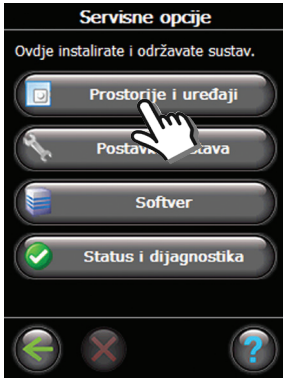 Servisne opcije
Ovdje instalirate i održavate sustav.
Prostorije i uređaji
Softver
Status i dijagnostika
?